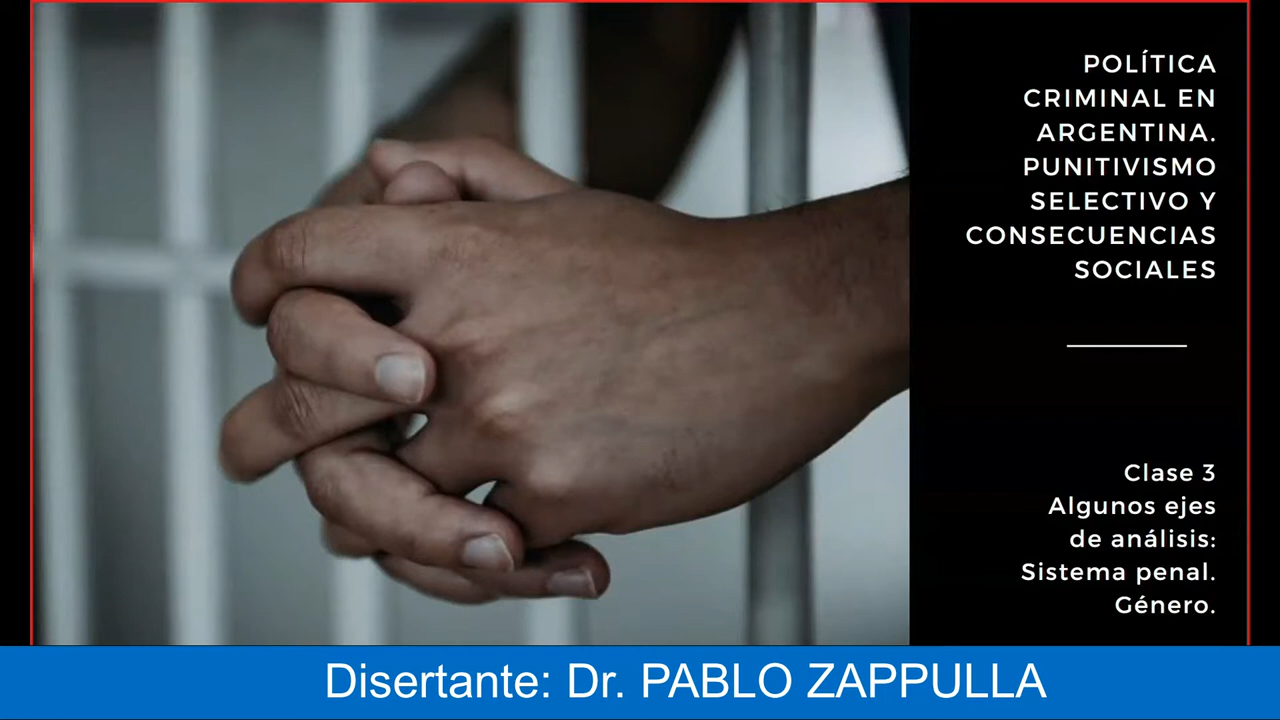 POLÍTICA
CRIMINAL EN
ARGENTINA.
PUNITIVISMO
SELECTIVO Y
CONSECUENCIAS
SOCIALES
Clase 3
Algunos ejes
de análisis:
Sistema penal.
Género.
Disertante: Dr. PABLO ZAPPULLA